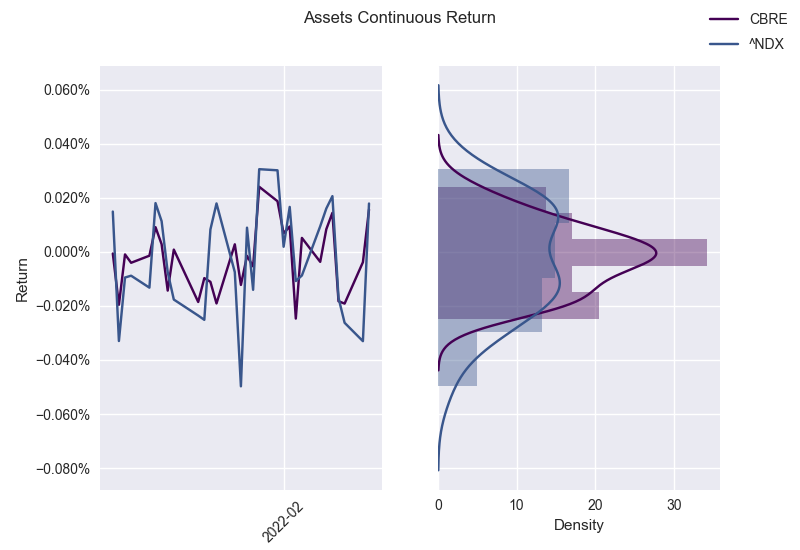 Assets Continuous Return
CBRE
^NDX
0.060%
0.040%
0.020%
0.000%
−0.020%
−0.040%
−0.060%
−0.080%
Return
2022-02
0
10
20
30
Density